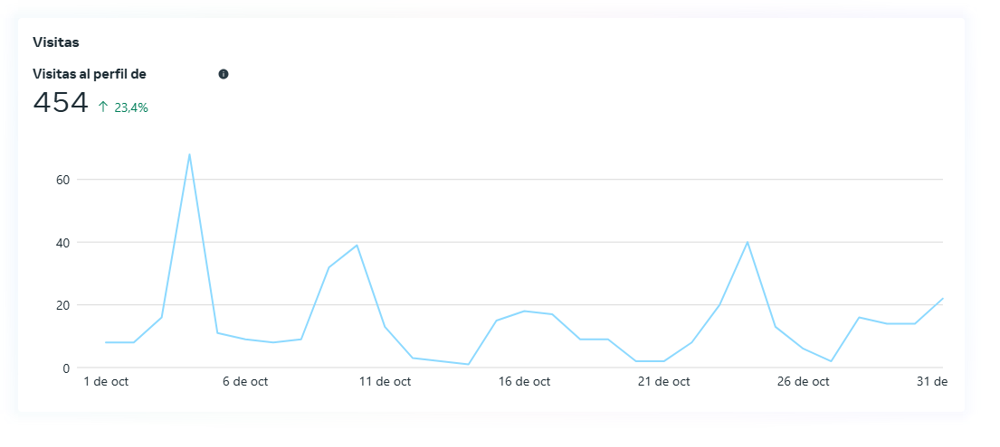 Visitas
Visitas al perfil de
454 ↑ 23,4%
60
40
20
0
1 de oct 6 de oct 11 de oct 16 de oct 21 de oct 26 de oct 31 de